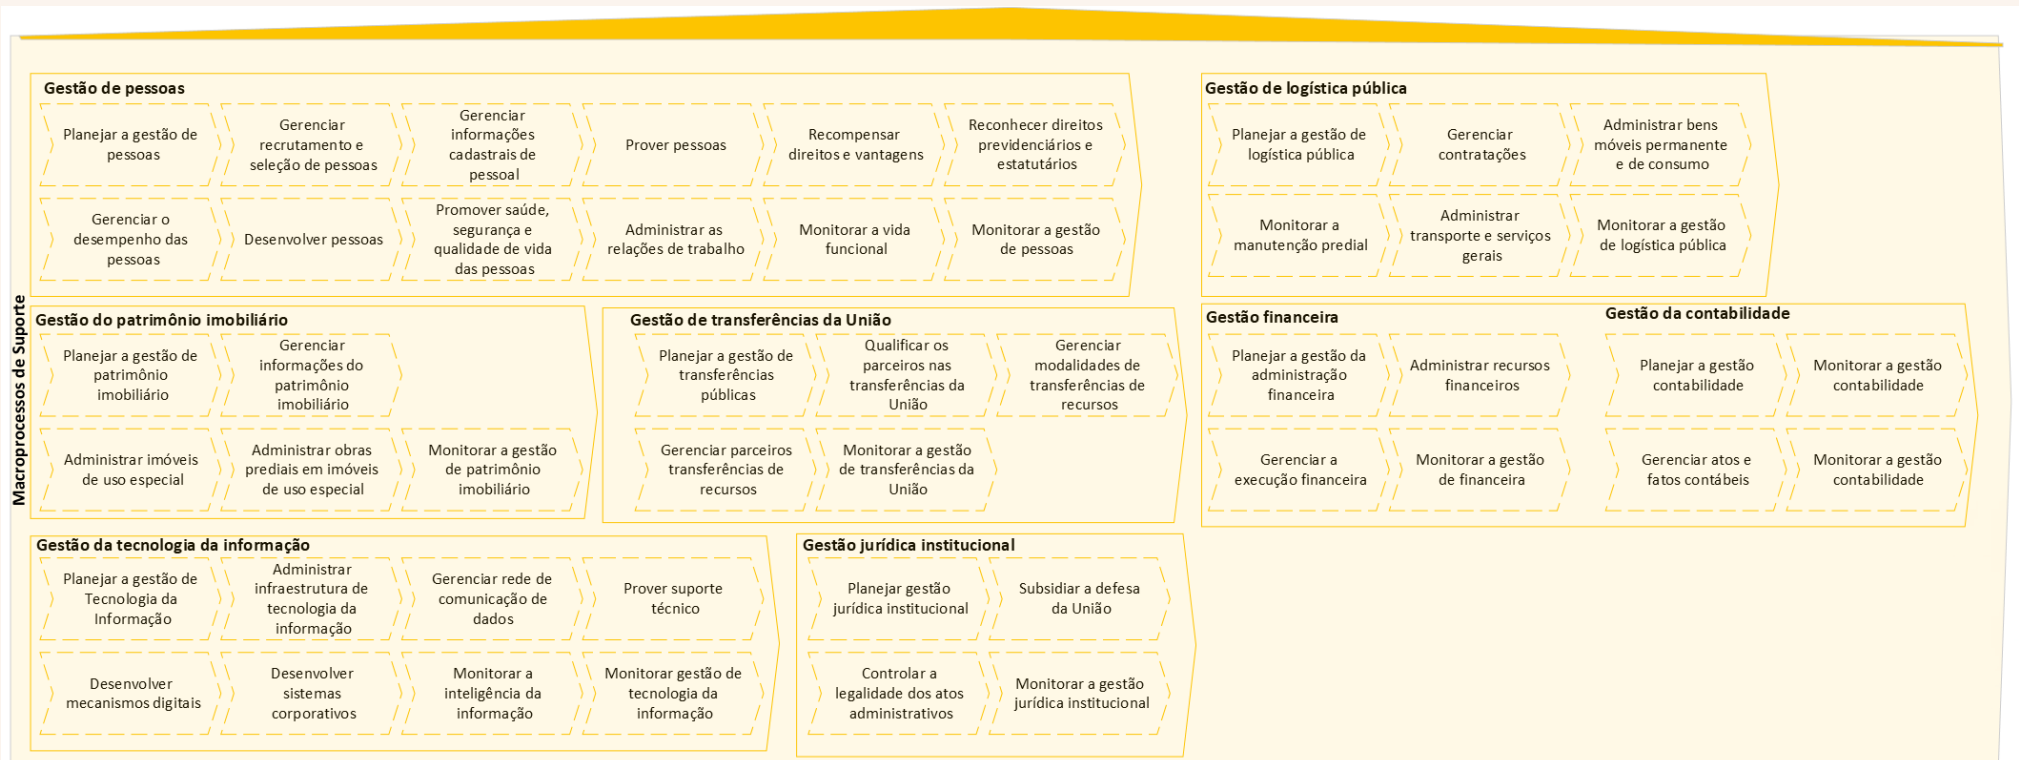 Macroprocessos de Suporte
Gestão de pessoas
Planejar a gestão de
pessoas
Gerenciar
recrutamento e
seleção de pessoas
Gerenciar
informações
cadastrais de
pessoal
Prover pessoas
Recompensar
direitos e vantagens
Reconhecer direitos
previdenciários e
estatutários
Gerenciar o
desempenho das
pessoas
Desenvolver pessoas
Promover saúde,
segurança e
qualidade de vida
das pessoas
Administrar as
relações de trabalho
Monitorar a vida
funcional
Monitorar a gestão
de pessoas
Gestão de logística pública
Planejar a gestão de
logística pública
Gerenciar
contratações
Administrar bens
móveis permanente
e de consumo
Monitorar a
manutenção predial
Administrar
transporte e serviços
gerais
Monitorar a gestão
de logística pública
Gestão do patrimônio imobiliário
Planejar a gestão de
patrimônio
imobiliário
Gerenciar
informações do
patrimônio
imobiliário
Administrar imóveis
de uso especial
Administrar obras
prediais em imóveis
de uso especial
Monitorar a gestão
de patrimônio
imobiliário
Gestão de transferências da União
Planejar a gestão de
transferências
públicas
Qualificar os
parceiros nas
transferências da
União
Gerenciar
modalidades de
transferências de
recursos
Gerenciar parceiros
transferências de
recursos
Monitorar a gestão
de transferências da
União
Gestão financeira
Planejar a gestão da
administração
financeira
Administrar recursos
financeiros
Gerenciar a
execução financeira
Monitorar a gestão
de financeira
Gestão da contabilidade
Planejar a gestão
contabilidade
Monitorar a gestão
contabilidade
Gerenciar atos e
fatos contábeis
Monitorar a gestão
contabilidade
Gestão da tecnologia da informação
Planejar a gestão de
Tecnologia da
Informação
Administrar
infraestrutura de
tecnologia da
informação
Gerenciar rede de
comunicação de
dados
Prover suporte
técnico
Desenvolver
mecanismos digitais
Desenvolver
sistemas
corporativos
Monitorar a
inteligência da
informação
Monitorar gestão de
tecnologia da
informação
Gestão jurídica institucional
Planejar gestão
jurídica institucional
Subsidiar a defesa
da União
Controlar a
legalidade dos atos
administrativos
Monitorar a gestão
jurídica institucional